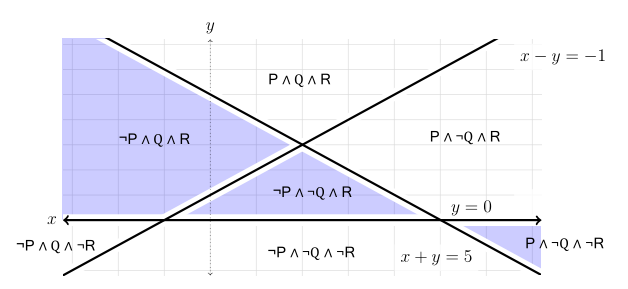 y
x − y = −1
P ∧ Q ∧ R
¬P ∧ Q ∧ R
P ∧ ¬Q ∧ R
¬P ∧ ¬Q ∧ R
y = 0
x
¬P ∧ Q ∧ ¬R
¬P ∧ ¬Q ∧ ¬R
x + y = 5
P ∧ ¬Q ∧ ¬R